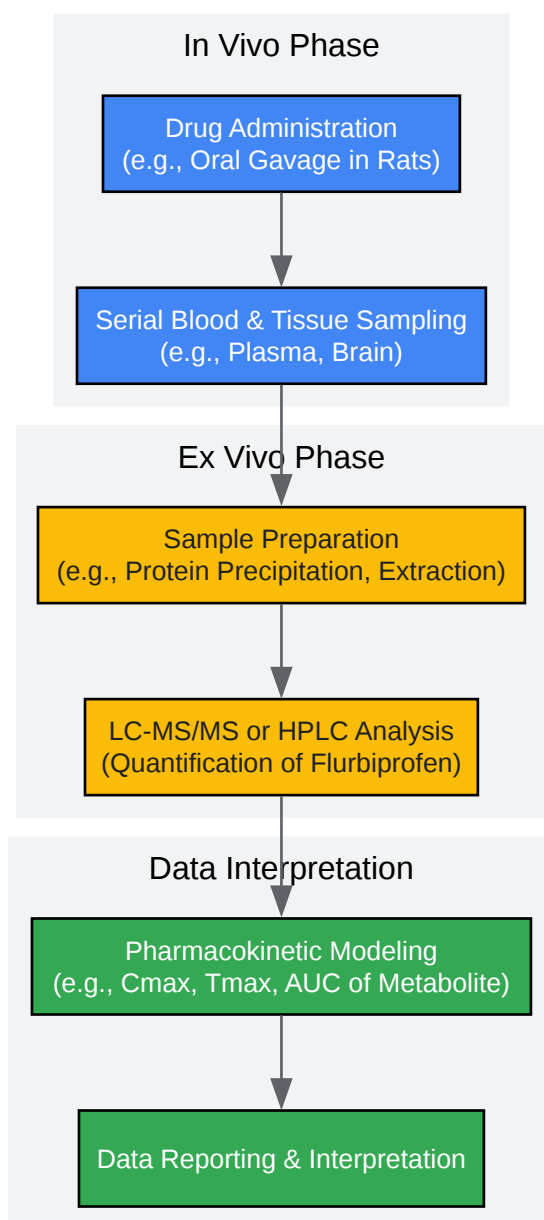 In Vivo Phase
Drug Administration
(e.g., Oral Gavage in Rats)
Serial Blood & Tissue Sampling
(e.g., Plasma, Brain)
Ex Vivo Phase
Sample Preparation
(e.g., Protein Precipitation, Extraction)
LC-MS/MS or HPLC Analysis
(Quantification of Flurbiprofen)
Data Interpretation
Pharmacokinetic Modeling
(e.g., Cmax, Tmax, AUC of Metabolite)
Data Reporting & Interpretation